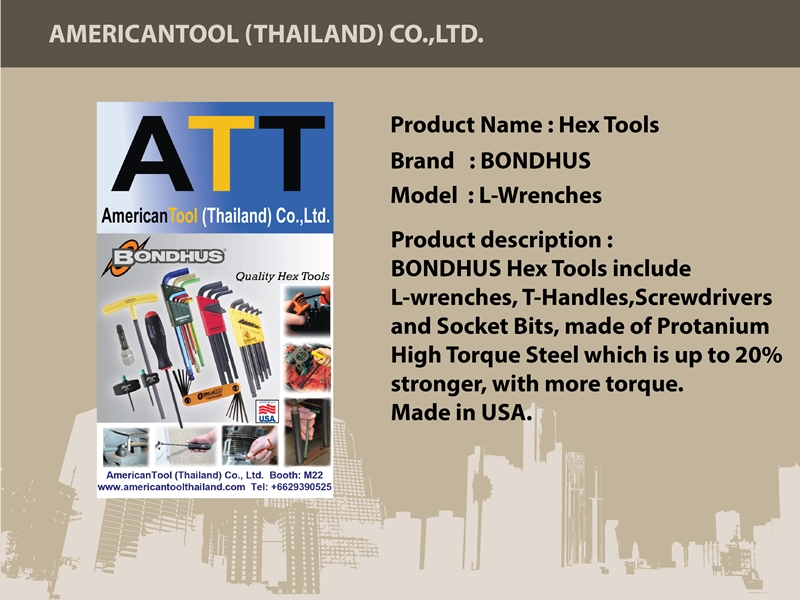 AMERICANTOOL (THAILAND) CO.,LTD.
ATT
AmericanTool (Thailand) Co.,Ltd.
BONDHUS®
Quality Hex Tools
U.S.A.
AmericanTool (Thailand) Co., Ltd. Booth: M22
www.americantoolthailand.com Tel: +6629390525
Product Name : Hex Tools
Brand : BONDHUS
Model : L-Wrenches
Product description :
BONDHUS Hex Tools include
L-wrenches, T-Handles,Screwdrivers
and Socket Bits, made of Protanium
High Torque Steel which is up to 20%
stronger, with more torque.
Made in USA.